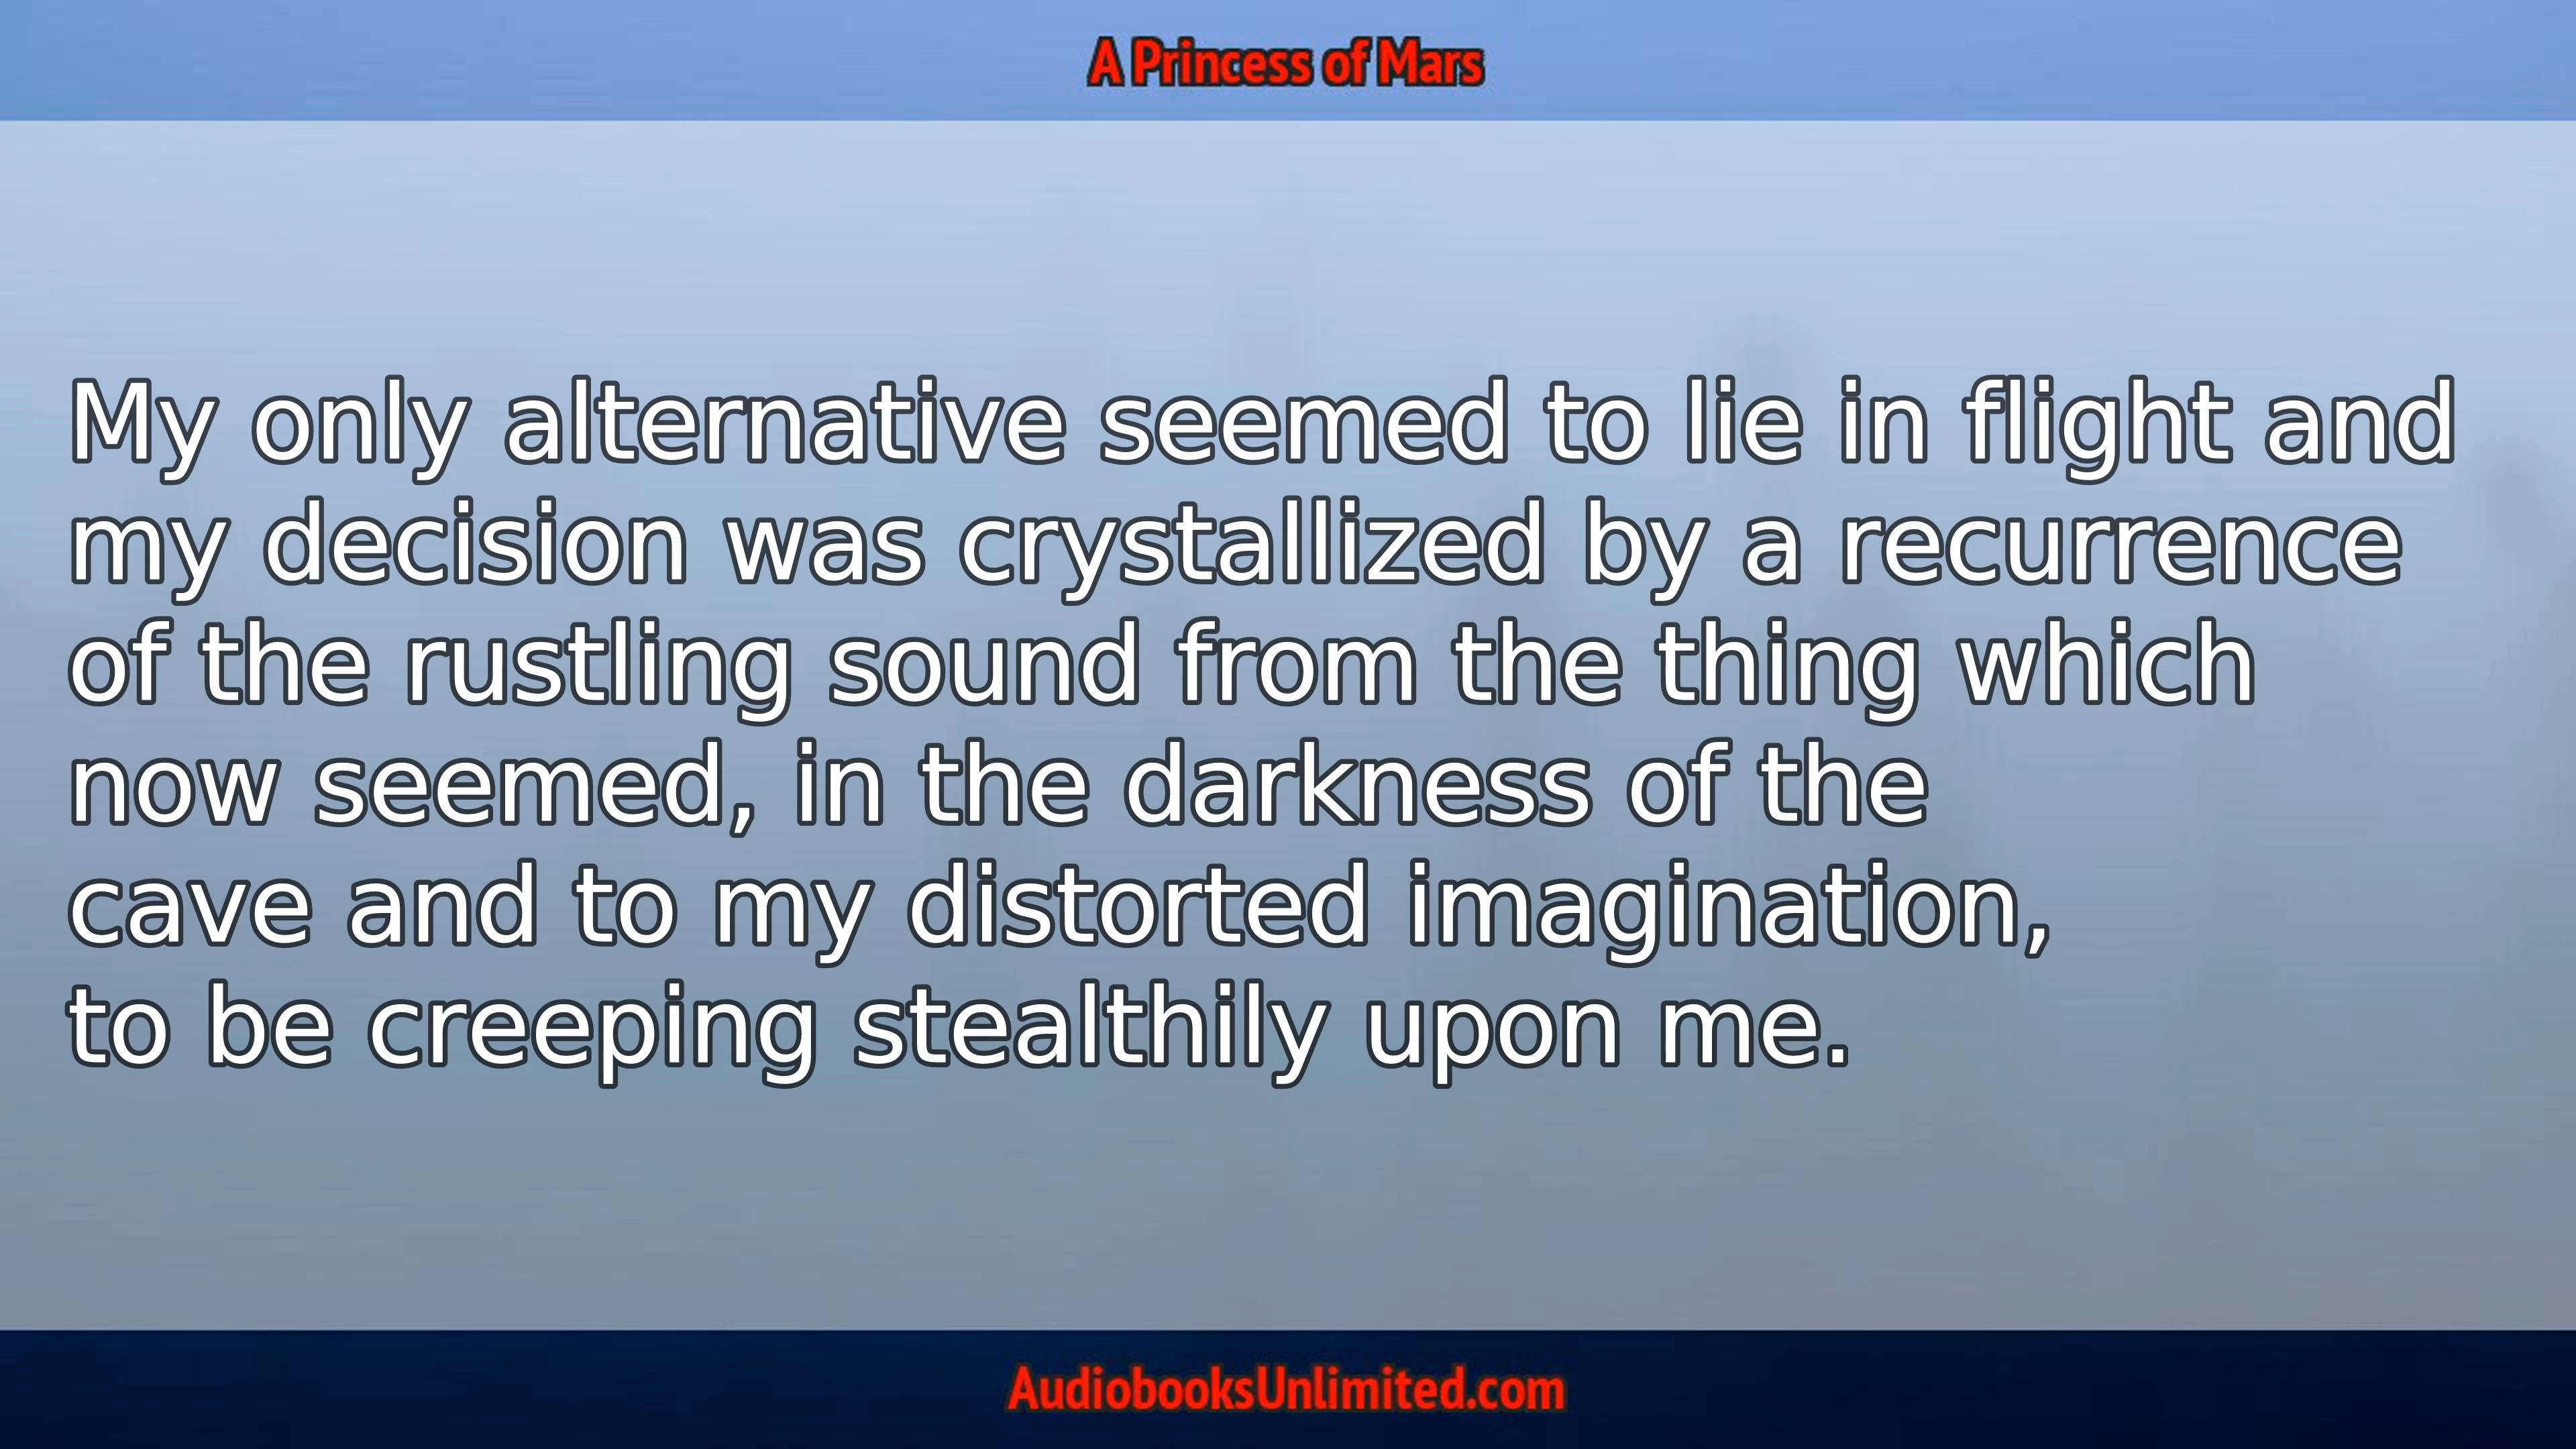 A Princess of Mars
My only alternative seemed to lie in flight and
my decision was crystallized by a recurrence
of the rustling sound from the thing which
now seemed, in the darkness of the
cave and to my distorted imagination,
to be creeping stealthily upon me.
AudiobooksUnlimited.com